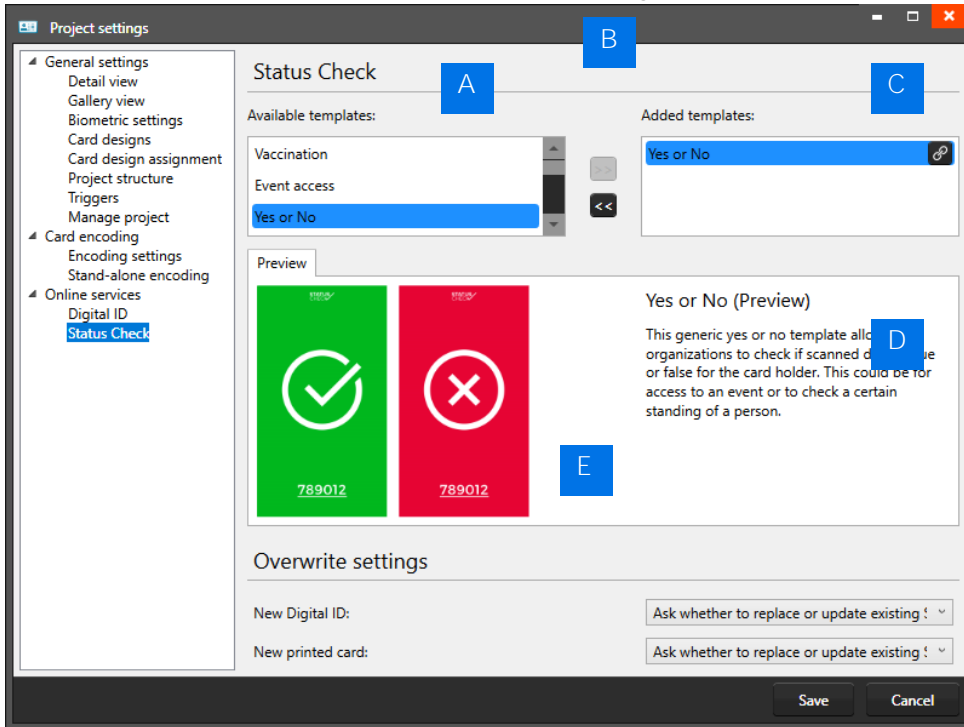 Project settings
B
General settings
Detail view
Gallery view
Biometric settings
Card designs
Card design assignment
Project structure
Triggers
Manage project
Card encoding
Encoding settings
Stand-alone encoding
Online services
Digital ID
Status Check
Status Check
A
C
Available templates:
Added templates:
Vaccination
Event access
Yes or No
>>
<<
Yes or No
Preview
STATUS
CHECK
789012
STATUS
CHECK
789012
Yes or No (Preview)
This generic yes or no template
organizations to check if scanned
or false for the card holder. This could be for
access to an event or to check a certain
standing of a person.
D
E
Overwrite settings
New Digital ID:
Ask whether to replace or update existing
New printed card:
Ask whether to replace or update existing
Save
Cancel